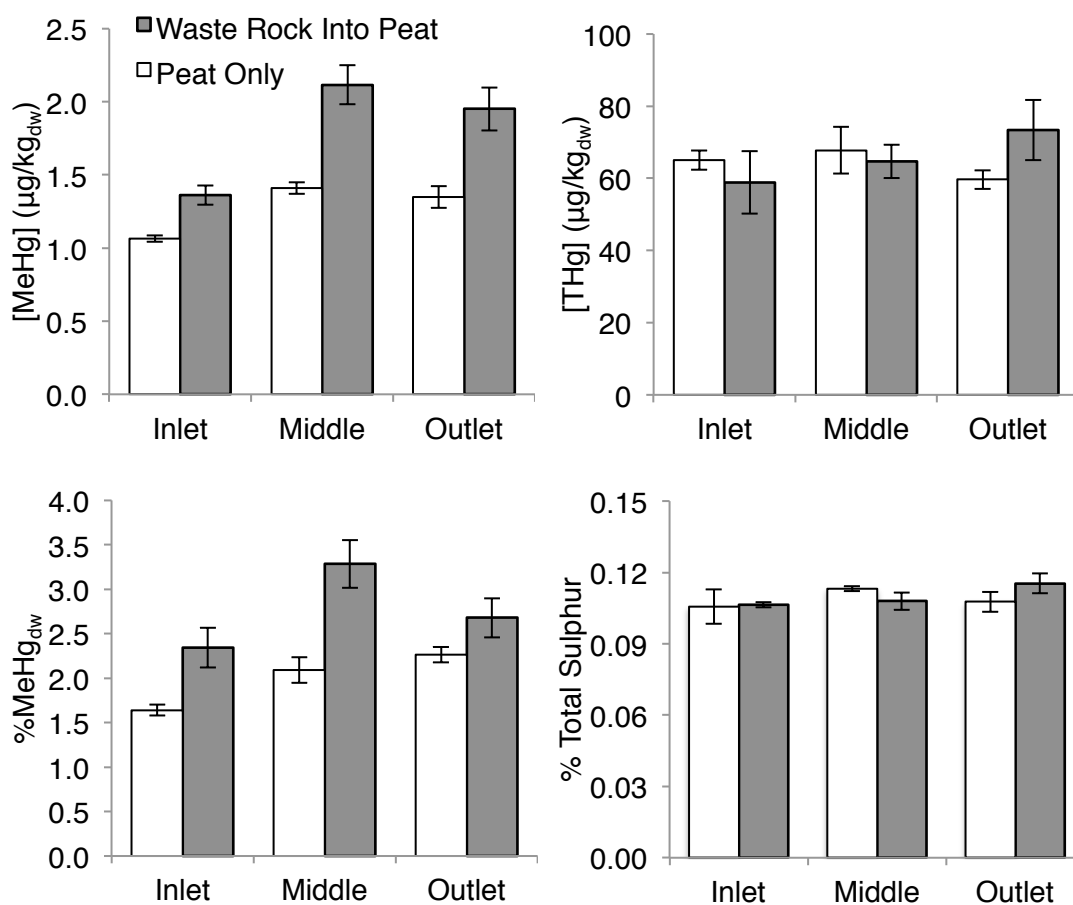 Waste Rock Into Peat
Peat Only
[MeHg] (µg/kgdw)
2.5
2.0
1.5
1.0
0.5
0.0
Inlet Middle Outlet
[THg] (µg/kgdw)
100
80
60
40
20
0
Inlet Middle Outlet
%MeHgdw
4.0
3.5
3.0
2.5
2.0
1.5
1.0
0.5
0.0
Inlet Middle Outlet
% Total Sulphur
0.15
0.12
0.09
0.06
0.03
0.00
Inlet Middle Outlet